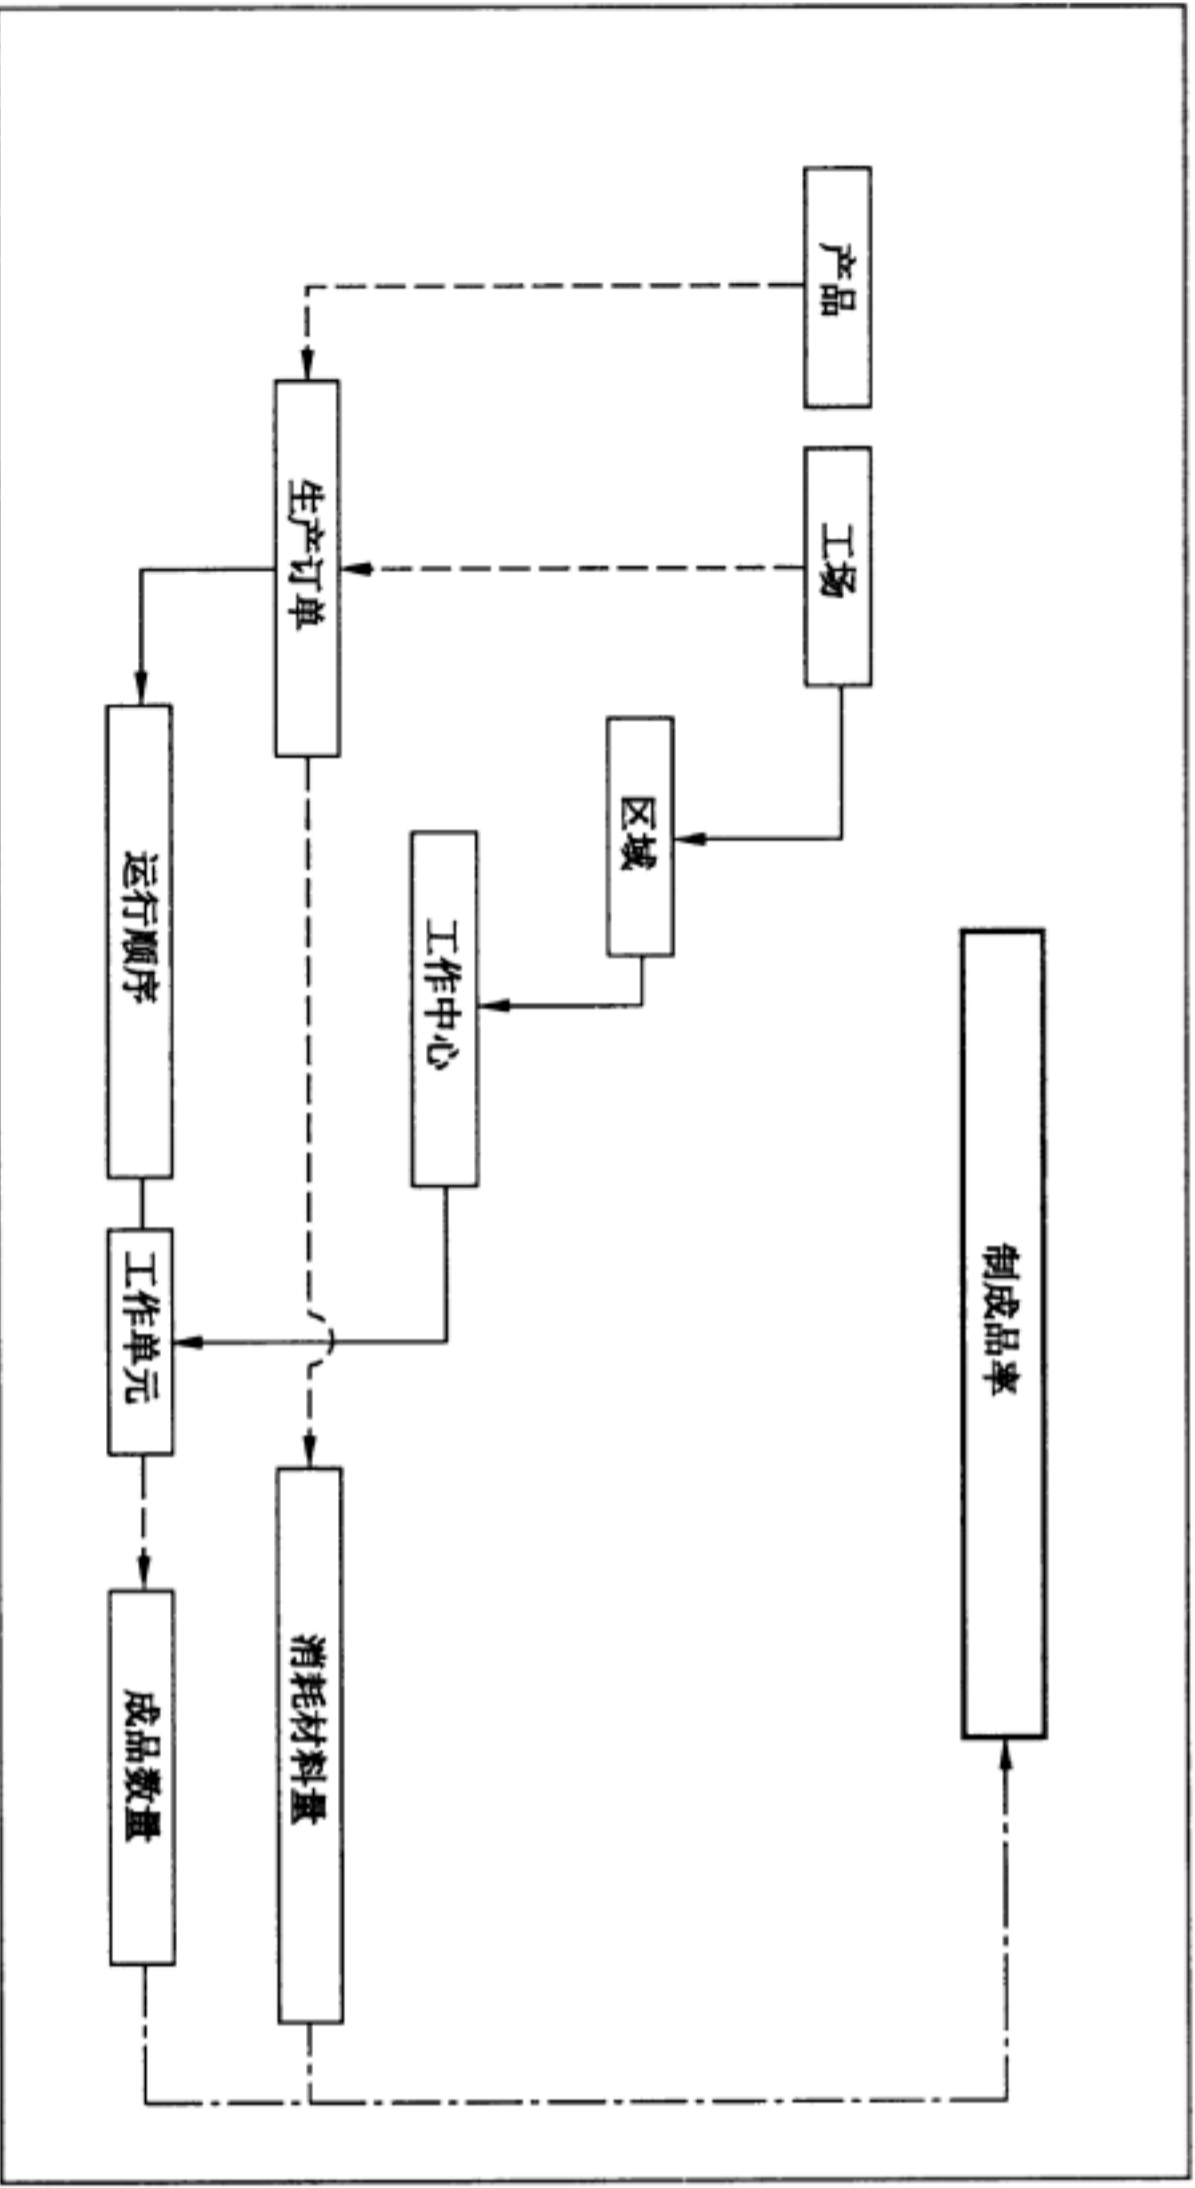 制成品率
产品
工场
区域
工作中心
生产订单
消耗材料量
运行顺序
工作单元
成品数量